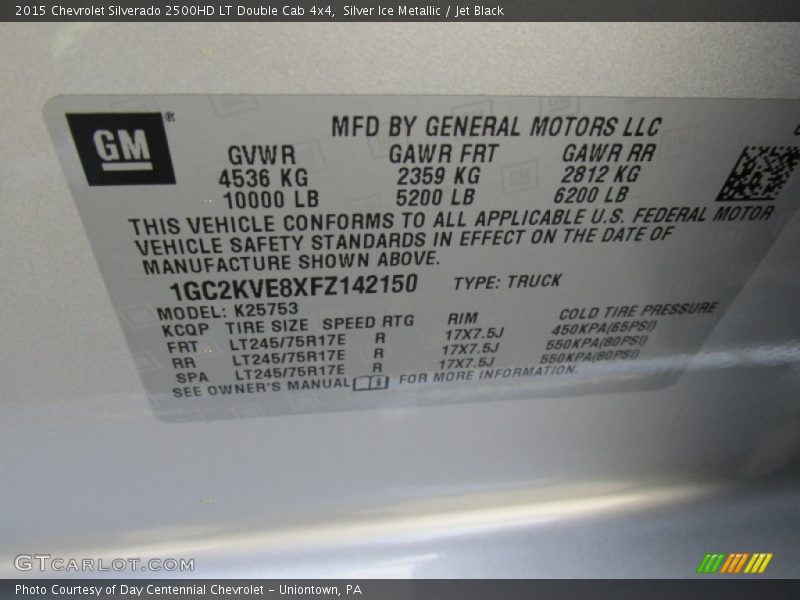 2015 Chevrolet Silverado 2500HD LT Double Cab 4x4, Silver Ice Metallic / Jet Black
GM®
MFD BY GENERAL MOTORS LLC
GVWR GAWR FRT GAWR RR
4536 KG 2359 KG 2812 KG
10000 LB 5200 LB 6200 LB
THIS VEHICLE CONFORMS TO ALL APPLICABLE U.S. FEDERAL MOTOR
VEHICLE SAFETY STANDARDS IN EFFECT ON THE DATE OF
MANUFACTURE SHOWN ABOVE.
1GC2KVE8XFZ142150 TYPE: TRUCK
MODEL: K25753
KCQP TIRE SIZE SPEED RTG RIM COLD TIRE PRESSURE
FRT LT245/75R17E R 17X7.5J 450KPA(65PSI)
RR LT245/75R17E R 17X7.5J 550KPA(80PSI)
SPA LT245/75R17E R 17X7.5J 550KPA(80PSI)
SEE OWNER'S MANUAL FOR MORE INFORMATION.
GTCARLOT.COM
Photo Courtesy of Day Centennial Chevrolet - Uniontown, PA